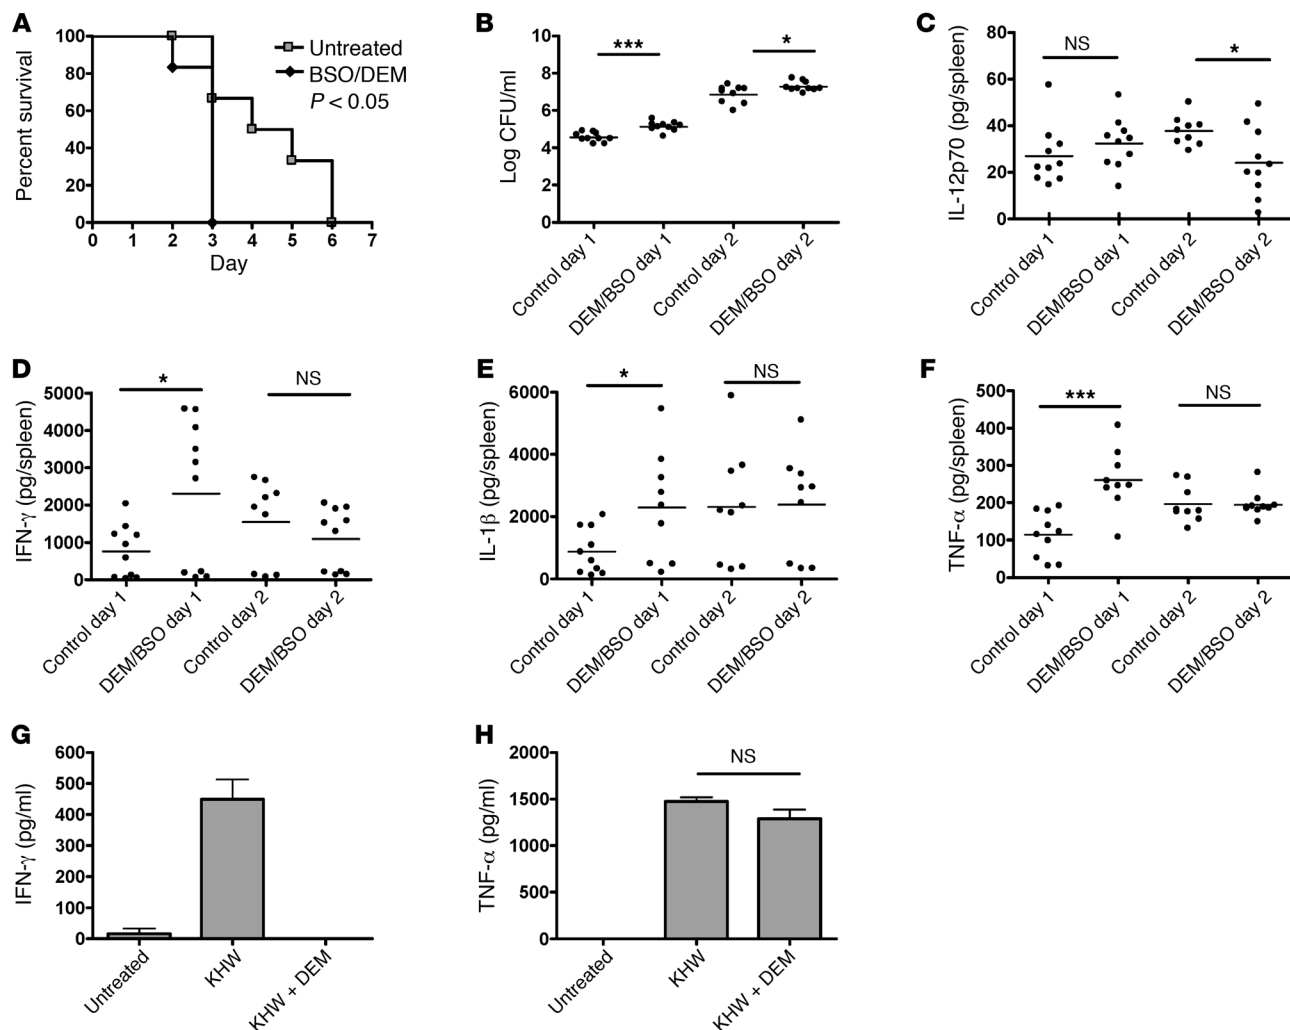 A
100
80
60
40
20
0
Percent survival
0 1 2 3 4 5 6 7
Day
Untreated
BSO/DEM
P < 0.05
B
10
8
6
4
2
0
Log CFU/ml
***
*
Control day 1
DEM/BSO day 1
Control day 2
DEM/BSO day 2
C
80
60
40
20
0
IL-12p70 (pg/spleen)
NS
*
Control day 1
DEM/BSO day 1
Control day 2
DEM/BSO day 2
D
5000
4000
3000
2000
1000
0
IFN-γ (pg/spleen)
*
NS
Control day 1
DEM/BSO day 1
Control day 2
DEM/BSO day 2
E
6000
4000
2000
0
IL-1β (pg/spleen)
*
NS
Control day 1
DEM/BSO day 1
Control day 2
DEM/BSO day 2
F
500
400
300
200
100
0
TNF-α (pg/spleen)
***
NS
Control day 1
DEM/BSO day 1
Control day 2
DEM/BSO day 2
G
600
500
400
300
200
100
0
IFN-γ (pg/ml)
Untreated
KHW
KHW + DEM
H
2000
1500
1000
500
0
TNF-α (pg/ml)
NS
Untreated
KHW
KHW + DEM